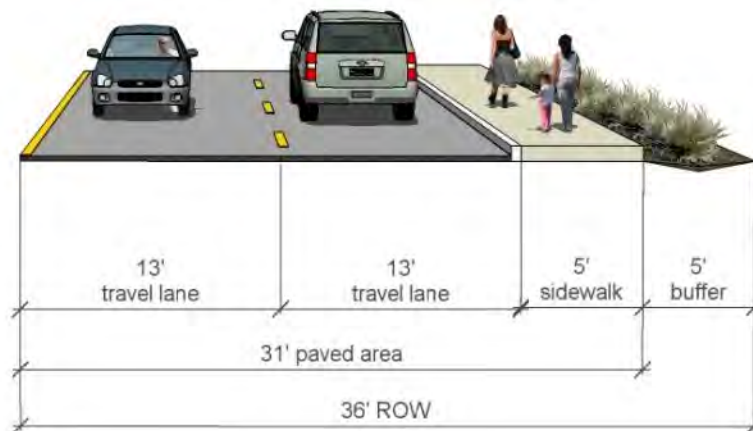 13'
travel lane
13'
travel lane
5'
sidewalk
5'
buffer
31' paved area
36' ROW